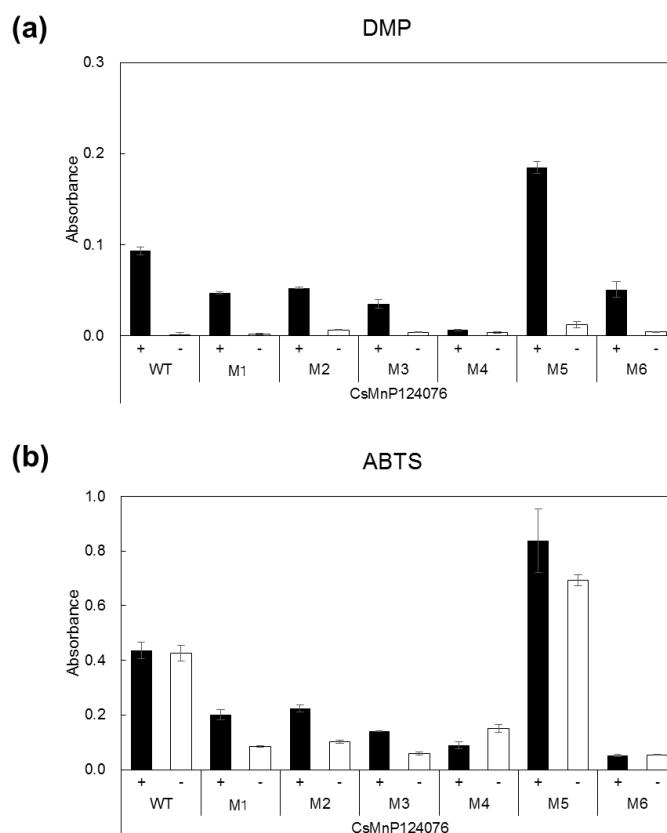 (a)
DMP
Absorbance
0.3
0.2
0.1
0.0
+ - + - + - + - + - + - + -
WT M1 M2 M3 M4 M5 M6
CsMnP124076
(b)
ABTS
Absorbance
1.0
0.8
0.6
0.4
0.2
0.0
+ - + - + - + - + - + - + -
WT M1 M2 M3 M4 M5 M6
CsMnP124076